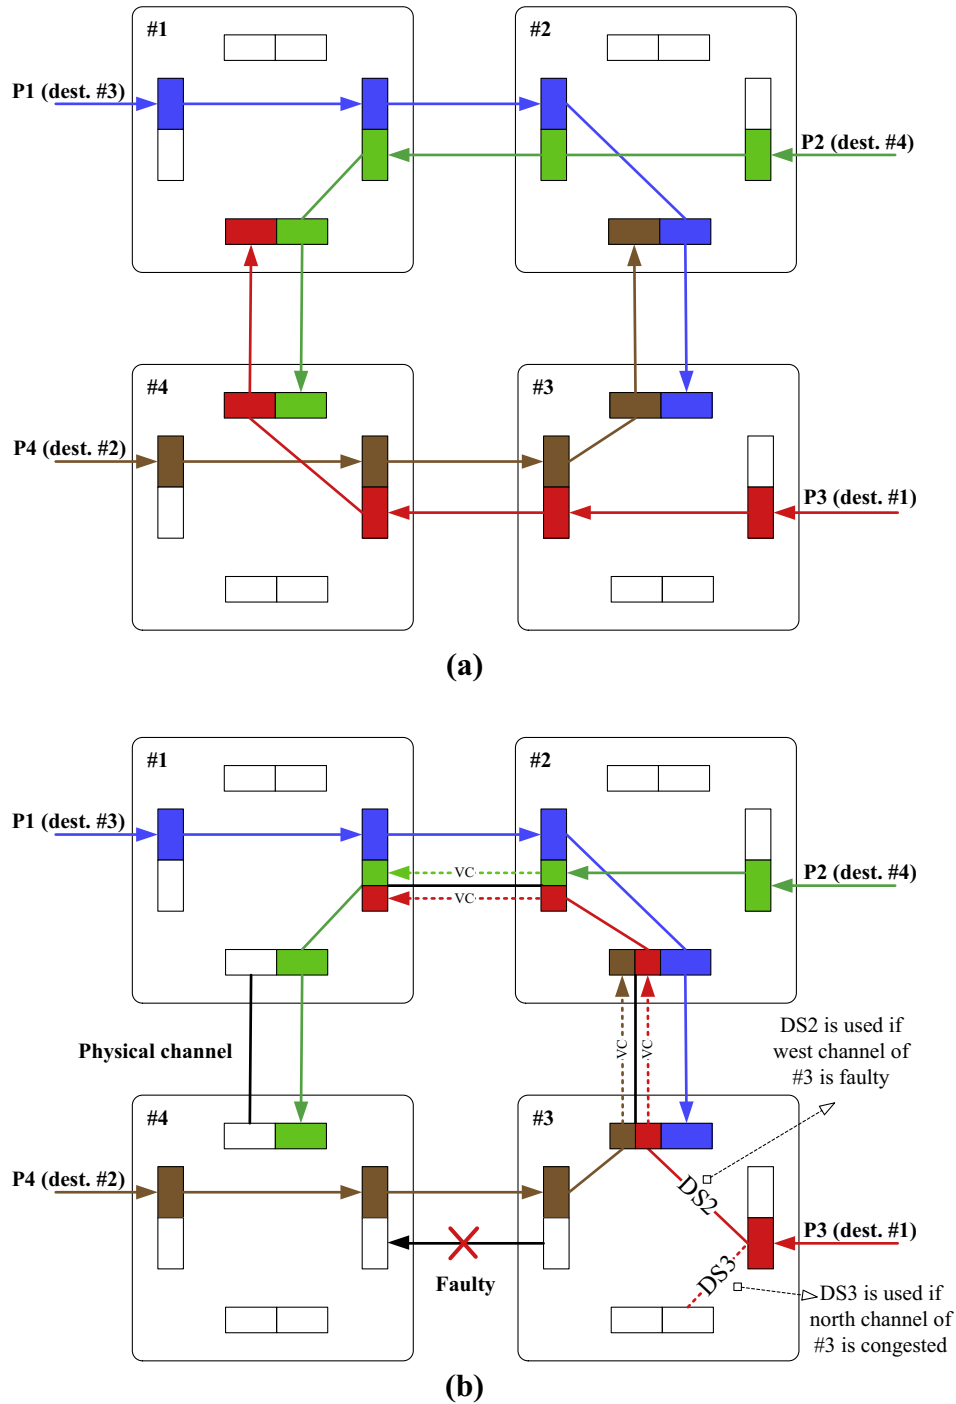 #1
#2
P1 (dest. #3)
P2 (dest. #4)
#4
#3
P4 (dest. #2)
P3 (dest. #1)
(a)
#1
#2
P1 (dest. #3)
VC
VC
P2 (dest. #4)
Physical channel
VC
VC
DS2 is used if
west channel of
#3 is faulty
#4
#3
P4 (dest. #2)
DS2
P3 (dest. #1)
Faulty
DS3
DS3 is used if
north channel of
#3 is congested
(b)